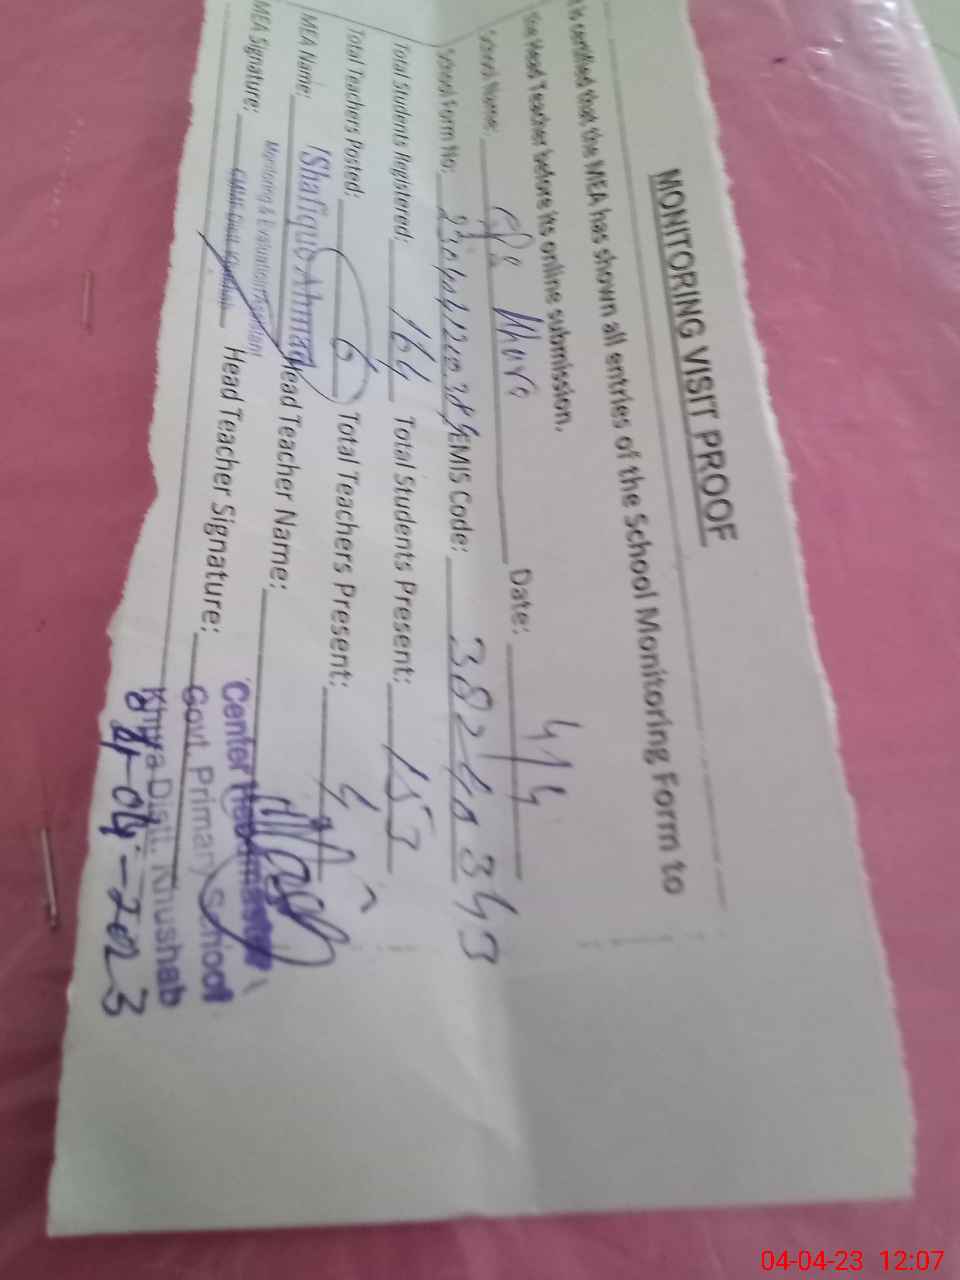 MONITORING VISIT PROOF
is certified that the MEA has shown all entries of the School Monitoring Form to
the Head Teacher before its online submission.
School Name: GPS Date: 4/4
School Form No: EMIS Code: 38240343
Total Students Registered: 164 Total Students Present: 153
Total Teachers Posted: 6 Total Teachers Present: 4
MEA Name: Shafique Ahmad Head Teacher Name:
Monitoring & Evaluation Assistant
MEA Signature: Head Teacher Signature:
Center Headmaster
Govt. Primary School
Khura Distt. Khushab
04-04-2023
04-04-23 12:07